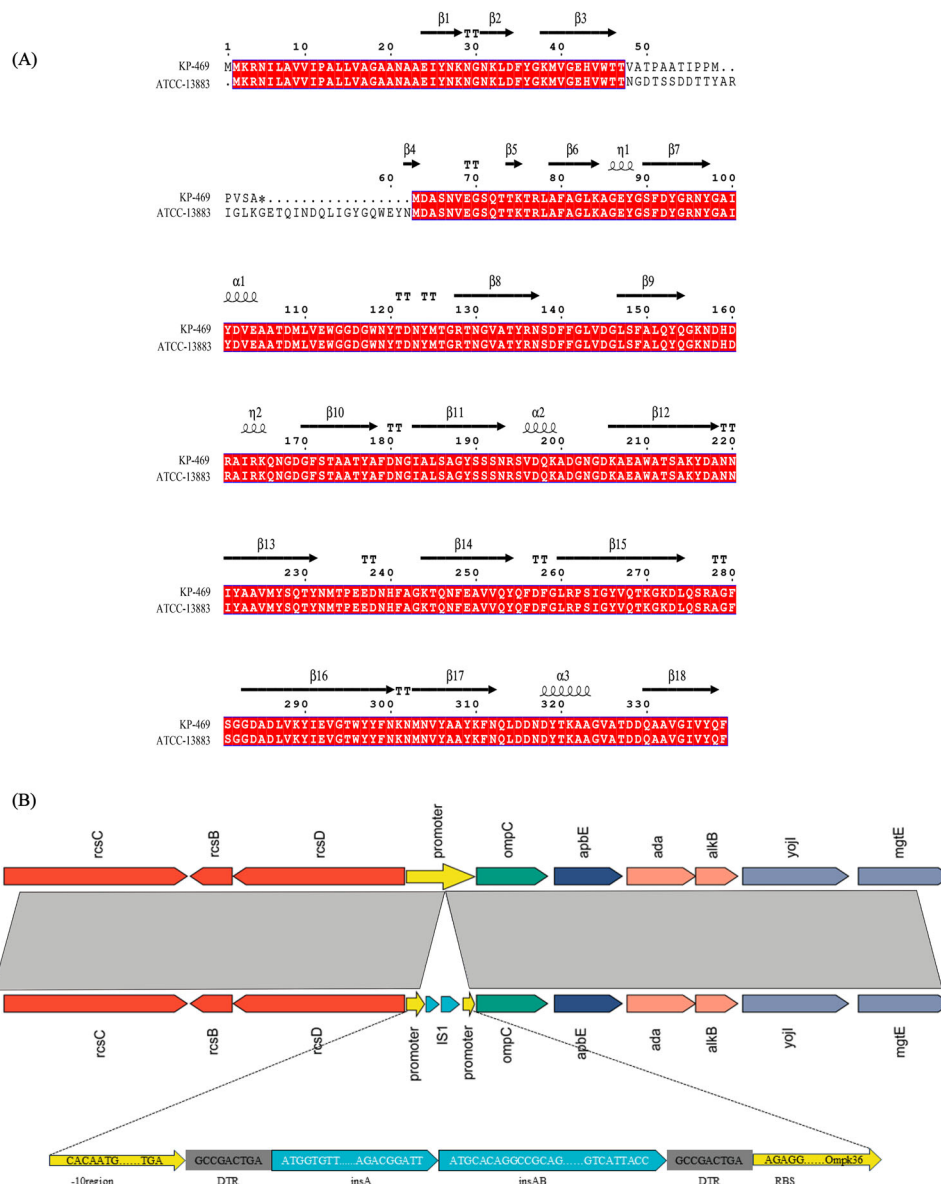 (A)
β1 TT β2 β3
1 10 20 30 40 50
KP-469 MMKRNILAVVIPALLVAGAANAAEIYNKNGNKLDFYGKMVGEHVWTTVATPAATIPPM..
ATCC-13883 .MKRNILAVVIPALLVAGAANAAEIYNKNGNKLDFYGKMVGEHVWTTNGDTSSDDTTYAR
β4 TT β5 β6 η1 β7
60 70 80 90 100
KP-469 PVSA*.................MDASNVEGSQTTKTRLAFAGLKAGEYGSFDYGRNYGAI
ATCC-13883 IGLKGETQINDQLIGYGQWEYNMDASNVEGSQTTKTRLAFAGLKAGEYGSFDYGRNYGAI
α1 TT TT β8 β9
110 120 130 140 150 160
KP-469 YDVEAATDMLVEWGGDGWNYTDNYMTGRTNGVATYRNSDFFGLVDGLSFALQYQGKNDHD
ATCC-13883 YDVEAATDMLVEWGGDGWNYTDNYMTGRTNGVATYRNSDFFGLVDGLSFALQYQGKNDHD
η2 β10 TT β11 α2 β12 TT
170 180 190 200 210 220
KP-469 RAIRKQNGDGFSTAATYAFDNGIALSAGYSSSNRSVDQKADGNGDKAEAWATSAKYDANN
ATCC-13883 RAIRKQNGDGFSTAATYAFDNGIALSAGYSSSNRSVDQKADGNGDKAEAWATSAKYDANN
β13 TT β14 TT β15 TT
230 240 250 260 270 280
KP-469 IYAAVMYSQTYNMTPEEDNHFAGKTQNFEAVVQYQFDFGLRPSIGYVQTKGKDLQSRAGF
ATCC-13883 IYAAVMYSQTYNMTPEEDNHFAGKTQNFEAVVQYQFDFGLRPSIGYVQTKGKDLQSRAGF
β16 TT β17 α3 β18
290 300 310 320 330
KP-469 SGGDADLVKYIEVGTWYYFNKNMNVYAAYKFNQLDDNDYTKAAGVATDDQAAVGIVYQF
ATCC-13883 SGGDADLVKYIEVGTWYYFNKNMNVYAAYKFNQLDDNDYTKAAGVATDDQAAVGIVYQF
(B)
rcsC rcsB rcsD promoter ompC apbE ada alkB yojI mgtE
rcsC rcsB rcsD promoter IS1 promoter ompC apbE ada alkB yojI mgtE
CACAATG......TGA GCCGACTGA ATGGTGTT......AGACGGATT ATGCACAGGCCGCAG......GTCATTACC GCCGACTGA AGAGG......Ompk36
-10region DTR insA insAB DTR RBS